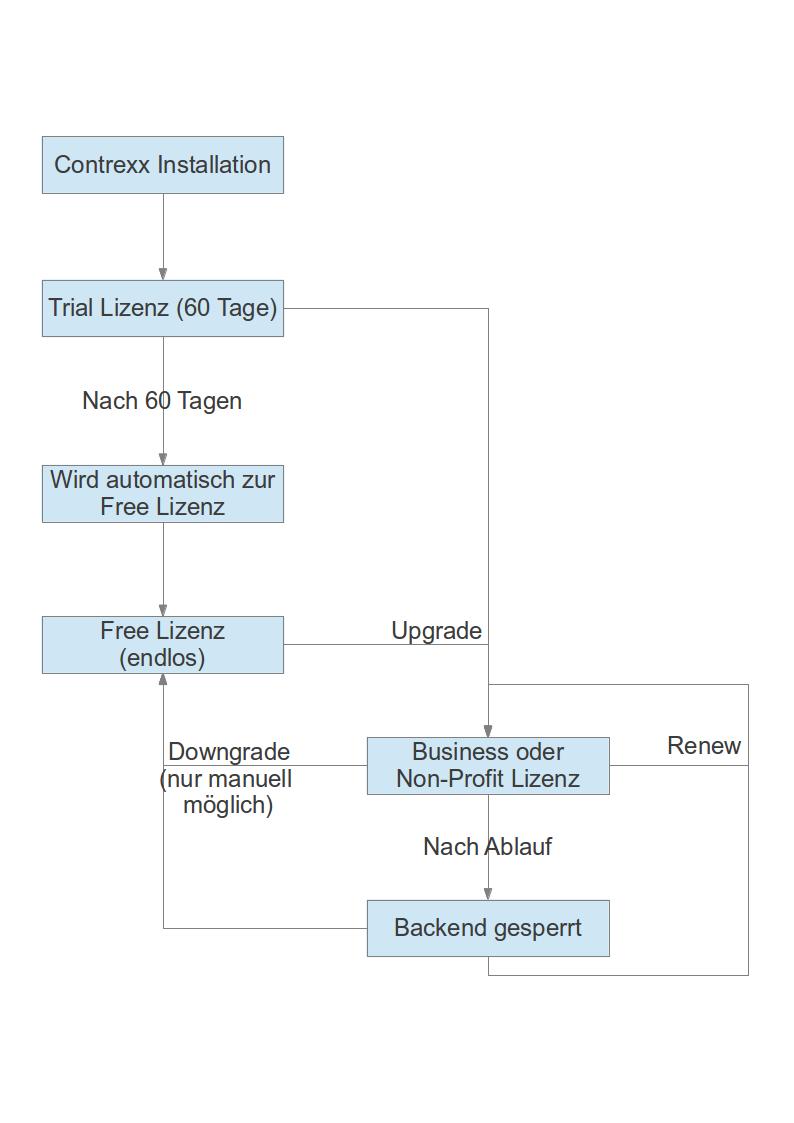 Contrexx Installation
Trial Lizenz (60 Tage)
Nach 60 Tagen
Wird automatisch zur
Free Lizenz
Free Lizenz
(endlos)
Upgrade
Downgrade
(nur manuell
möglich)
Business oder
Non-Profit Lizenz
Renew
Nach Ablauf
Backend gesperrt